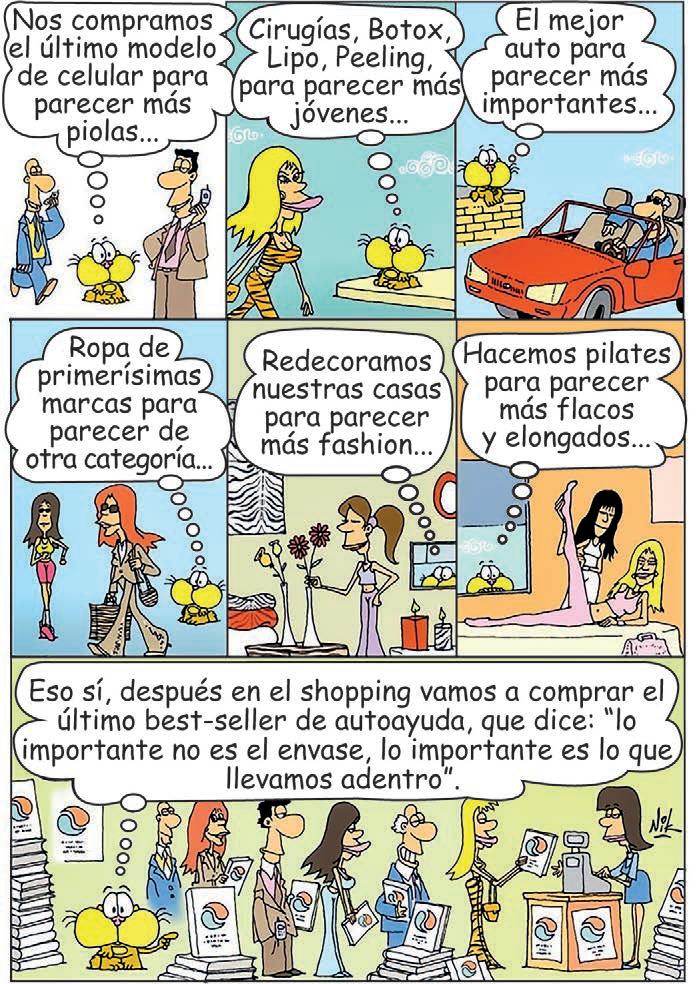 Nos compramos
el último modelo
de celular para
parecer más
piolas...
Cirugías, Botox,
Lipo, Peeling,
para parecer más
jóvenes...
El mejor
auto para
parecer más
importantes...
Ropa de
primerísimas
marcas para
parecer de
otra categoría...
Redecoramos
nuestras casas
para parecer
más fashion...
Hacemos pilates
para parecer
más flacos
y elongados...
Eso sí, después en el shopping vamos a comprar el
último best-seller de autoayuda, que dice: “lo
importante no es el envase, lo importante es lo que
llevamos adentro”.
Nik